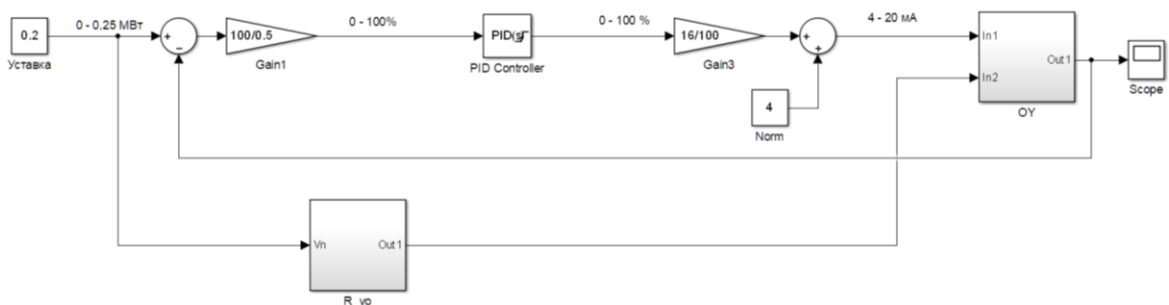 0 - 0,25 МВт
0 - 100%
0 - 100 %
4 - 20 мА
0.2
Уставка
+
−
100/0.5
Gain1
PID(s)
PID Controller
16/100
Gain3
+
+
4
Norm
In1
In2
Out1
OY
Scope
Vn
Out1
R_vo